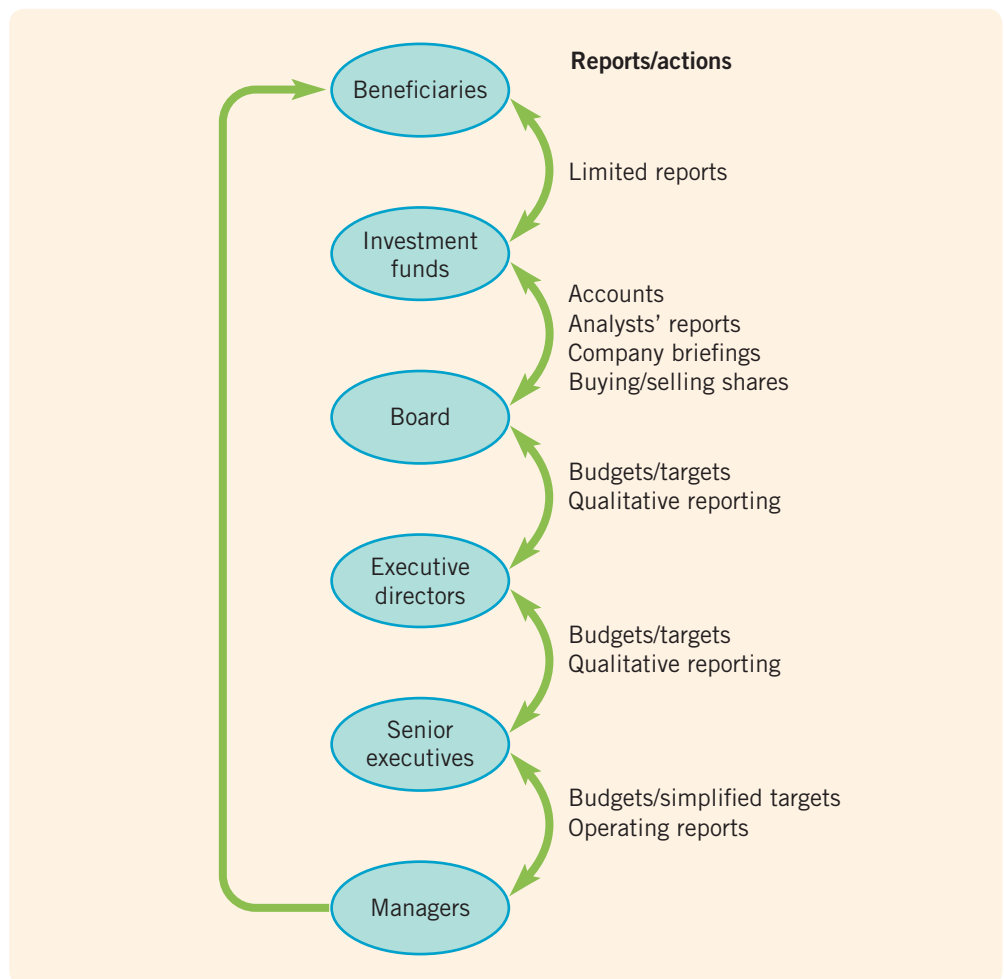 Reports/actions
Beneficiaries
Limited reports
Investment
funds
Accounts
Analysts’ reports
Company briefings
Buying/selling shares
Board
Budgets/targets
Qualitative reporting
Executive
directors
Budgets/targets
Qualitative reporting
Senior
executives
Budgets/simplified targets
Operating reports
Managers